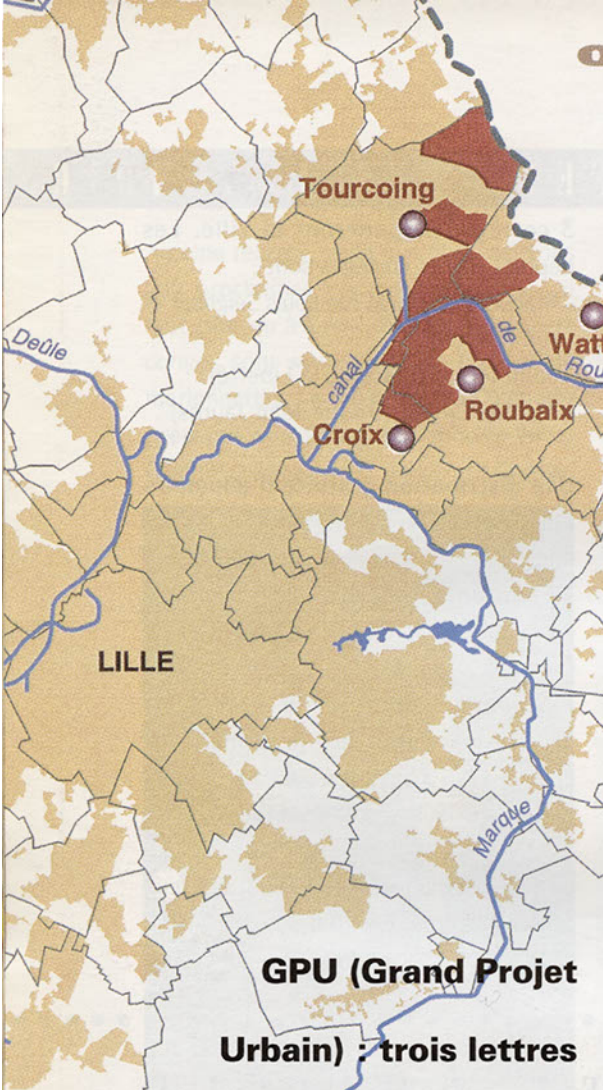 Tourcoing
Deûle
canal
de
Roubaix
Croix
LILLE
Marque
GPU (Grand Projet
Urbain) : trois lettres